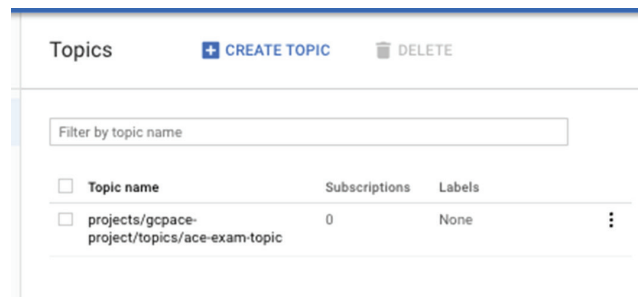 Topics CREATE TOPIC DELETE
Filter by topic name
Topic name Subscriptions Labels
projects/gcpace- 0 None
project/topics/ace-exam-topic